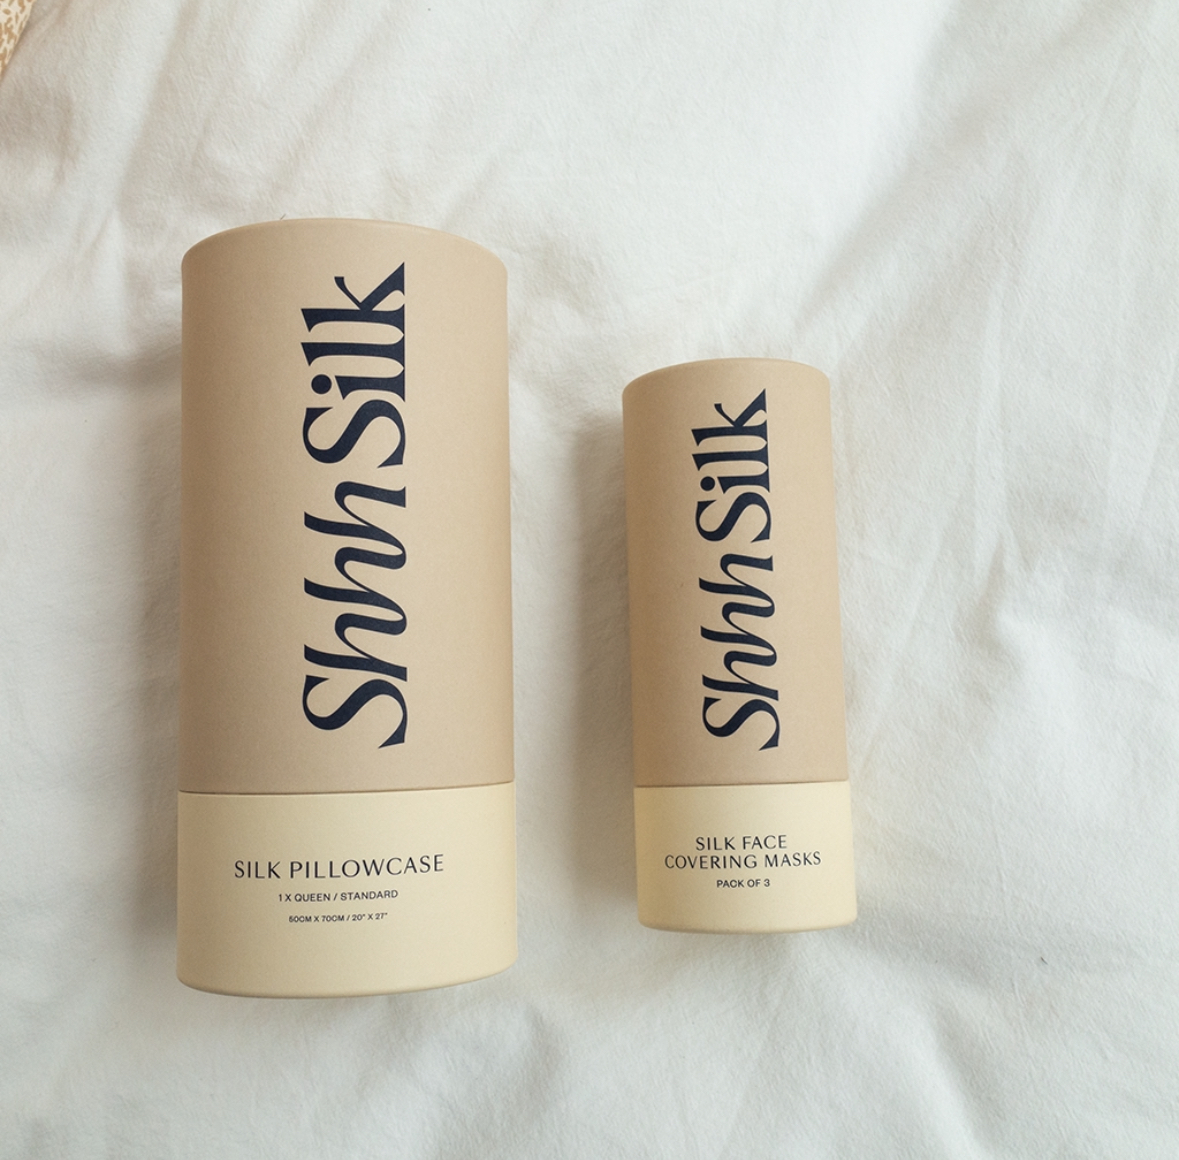 Shhh Silk
SILK PILLOWCASE
1 X QUEEN / STANDARD
50CM X 70CM / 20" X 27"
Shhh Silk
SILK FACE
COVERING MASKS
PACK OF 3